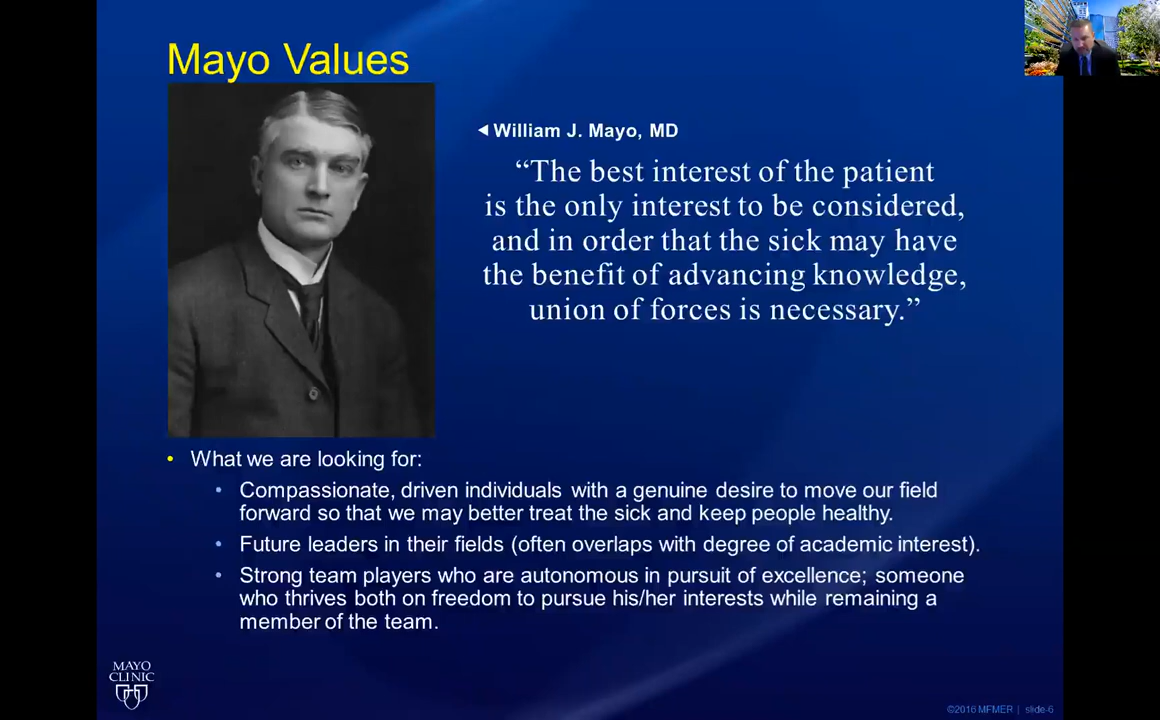 Mayo Values
William J. Mayo, MD
“The best interest of the patient
is the only interest to be considered,
and in order that the sick may have
the benefit of advancing knowledge,
union of forces is necessary.”
• What we are looking for:
• Compassionate, driven individuals with a genuine desire to move our field
forward so that we may better treat the sick and keep people healthy.
• Future leaders in their fields (often overlaps with degree of academic interest).
• Strong team players who are autonomous in pursuit of excellence; someone
who thrives both on freedom to pursue his/her interests while remaining a
member of the team.
MAYO
CLINIC
©2016 MFMER | slide-6